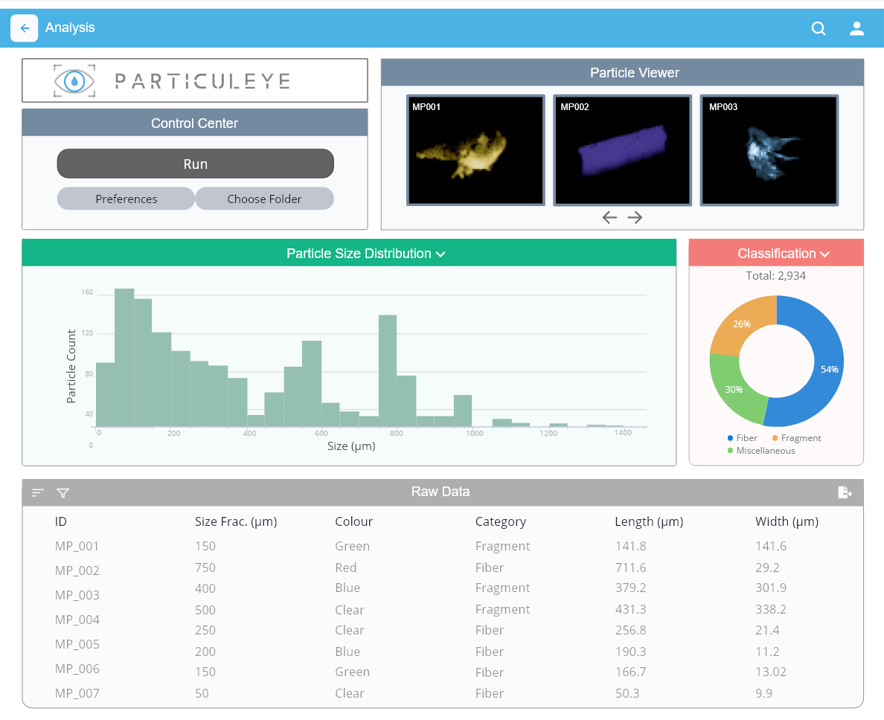 Analysis
PARTICULEYE
Control Center
Run
Preferences Choose Folder
Particle Viewer
MP001 MP002 MP003
Particle Size Distribution
Particle Count
160
120
80
40
0
0 200 400 600 800 1000 1200 1400
Size (μm)
Classification
Total: 2,934
26%
54%
30%
Fiber Fragment
Miscellaneous
Raw Data
ID Size Frac. (μm) Colour Category Length (μm) Width (μm)
MP_001 150 Green Fragment 141.8 141.6
MP_002 750 Red Fiber 711.6 29.2
MP_003 400 Blue Fragment 379.2 301.9
MP_004 500 Clear Fragment 431.3 338.2
MP_005 250 Clear Fiber 256.8 21.4
MP_006 200 Blue Fiber 190.3 11.2
MP_007 150 Green Fiber 166.7 13.02
50 Clear Fiber 50.3 9.9